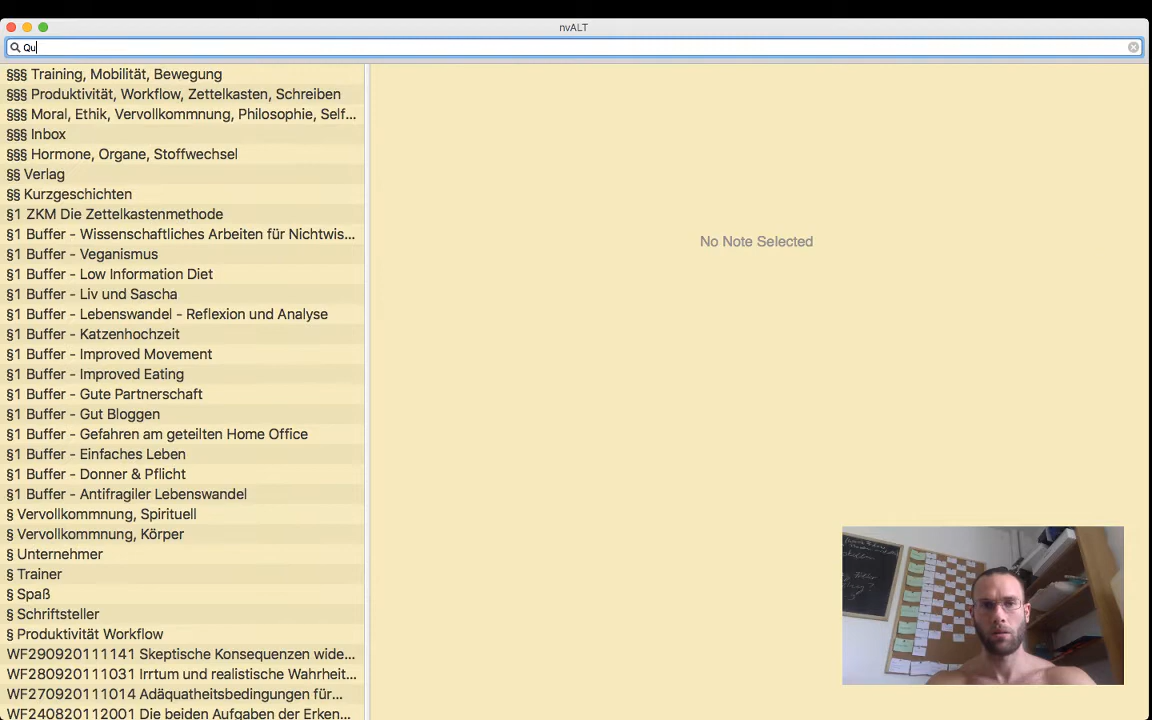 nvALT
Qu
§§§ Training, Mobilität, Bewegung
§§§ Produktivität, Workflow, Zettelkasten, Schreiben
§§§ Moral, Ethik, Vervollkommnung, Philosophie, Self...
§§§ Inbox
§§§ Hormone, Organe, Stoffwechsel
§§ Verlag
§§ Kurzgeschichten
§1 ZKM Die Zettelkastenmethode
§1 Buffer - Wissenschaftliches Arbeiten für Nichtwis...
§1 Buffer - Veganismus
§1 Buffer - Low Information Diet
§1 Buffer - Liv und Sascha
§1 Buffer - Lebenswandel - Reflexion und Analyse
§1 Buffer - Katzenhochzeit
§1 Buffer - Improved Movement
§1 Buffer - Improved Eating
§1 Buffer - Gute Partnerschaft
§1 Buffer - Gut Bloggen
§1 Buffer - Gefahren am geteilten Home Office
§1 Buffer - Einfaches Leben
§1 Buffer - Donner & Pflicht
§1 Buffer - Antifragiler Lebenswandel
§ Vervollkommnung, Spirituell
§ Vervollkommnung, Körper
§ Unternehmer
§ Trainer
§ Spaß
§ Schriftsteller
§ Produktivität Workflow
WF290920111141 Skeptische Konsequenzen wide...
WF280920111031 Irrtum und realistische Wahrheit...
WF270920111014 Adäquatheitsbedingungen für...
WF240820112001 Die beiden Aufgaben der Erken...
No Note Selected